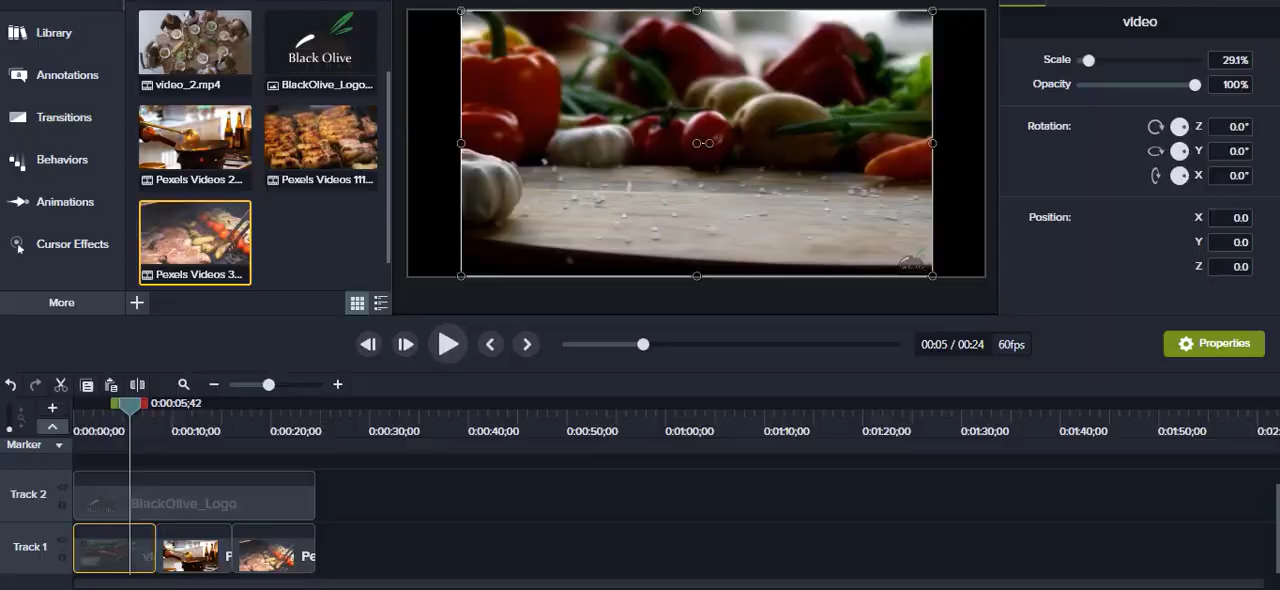 Library
Annotations
Transitions
Behaviors
Animations
Cursor Effects
More
video_2.mp4
Black Olive
BlackOlive_Logo...
Pexels Videos 2...
Pexels Videos 111...
Pexels Videos 3...
video
Scale
29.1%
Opacity
100%
Rotation:
Z
0.0°
Y
0.0°
X
0.0°
Position:
X
0.0
Y
0.0
Z
0.0
00:05 / 00:24
60fps
Properties
0:00:05;42
0:00:00;00
0:00:10;00
0:00:20;00
0:00:30;00
0:00:40;00
0:00:50;00
0:01:00;00
0:01:10;00
0:01:20;00
0:01:30;00
0:01:40;00
0:01:50;00
0:02:
Marker
Track 2
BlackOlive_Logo
Track 1
P
Pe